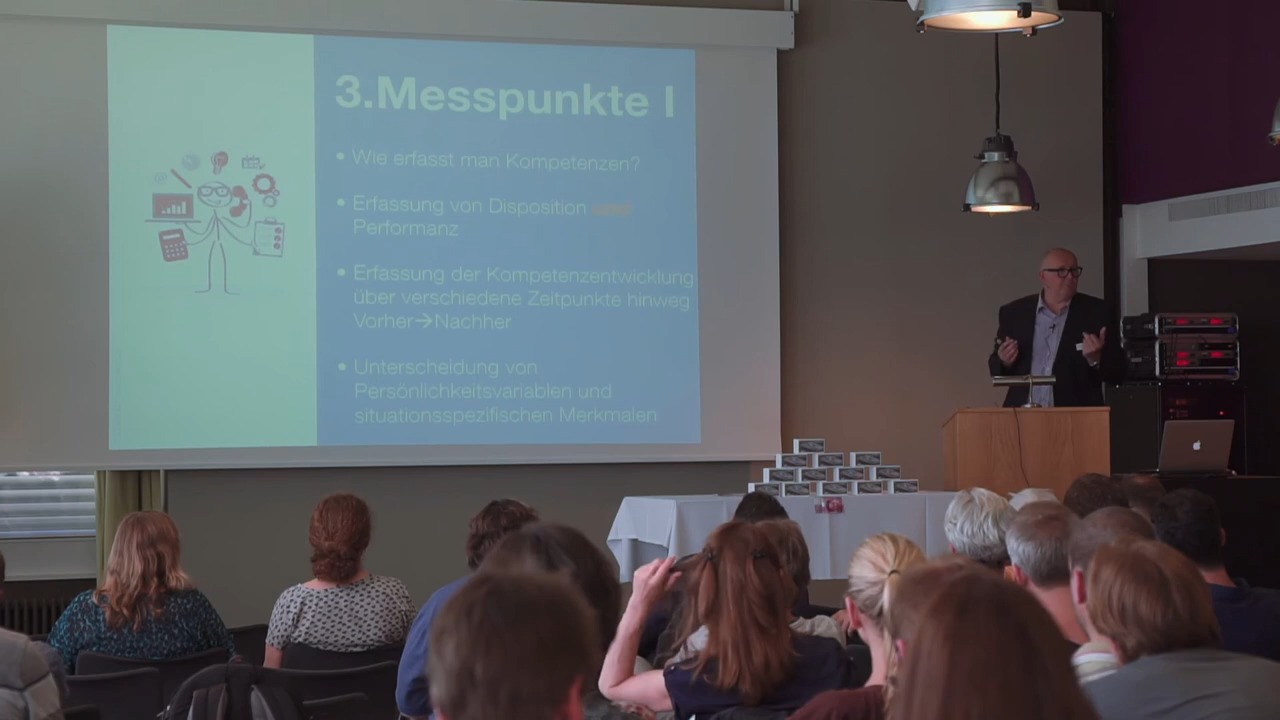 3.Messpunkte I
• Wie erfasst man Kompetenzen?
• Erfassung von Disposition
Performanz
• Erfassung der Kompetenzentwicklung
über verschiedene Zeitpunkte hinweg
Vorher→Nachher
• Unterscheidung von
Persönlichkeitsvariablen und
situationsspezifischen Merkmalen